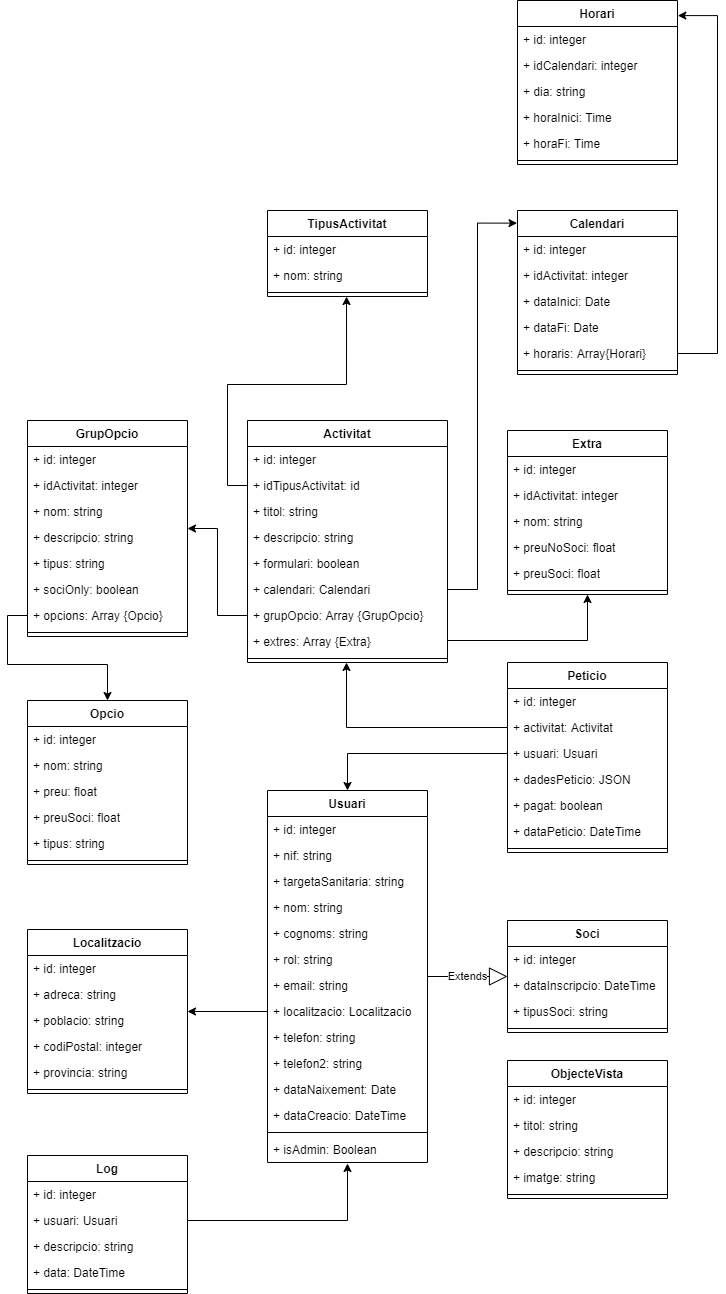 Horari
+ id: integer
+ idCalendari: integer
+ dia: string
+ horaInici: Time
+ horaFi: Time
TipusActivitat
+ id: integer
+ nom: string
Calendari
+ id: integer
+ idActivitat: integer
+ dataInici: Date
+ dataFi: Date
+ horaris: Array{Horari}
GrupOpcio
+ id: integer
+ idActivitat: integer
+ nom: string
+ descripcio: string
+ tipus: string
+ sociOnly: boolean
+ opcions: Array {Opcio}
Activitat
+ id: integer
+ idTipusActivitat: id
+ titol: string
+ descripcio: string
+ formulari: boolean
+ calendari: Calendari
+ grupOpcio: Array {GrupOpcio}
+ extres: Array {Extra}
Extra
+ id: integer
+ idActivitat: integer
+ nom: string
+ preuNoSoci: float
+ preuSoci: float
Peticio
+ id: integer
+ activitat: Activitat
+ usuari: Usuari
+ dadesPeticio: JSON
+ pagat: boolean
+ dataPeticio: DateTime
Opcio
+ id: integer
+ nom: string
+ preu: float
+ preuSoci: float
+ tipus: string
Usuari
+ id: integer
+ nif: string
+ targetaSanitaria: string
+ nom: string
+ cognoms: string
+ rol: string
+ email: string
+ localitzacio: Localitzacio
+ telefon: string
+ telefon2: string
+ dataNaixement: Date
+ dataCreacio: DateTime
+ isAdmin: Boolean
Extends
Soci
+ id: integer
+ dataInscripcio: DateTime
+ tipusSoci: string
Localitzacio
+ id: integer
+ adreca: string
+ poblacio: string
+ codiPostal: integer
+ provincia: string
ObjecteVista
+ id: integer
+ titol: string
+ descripcio: string
+ imatge: string
Log
+ id: integer
+ usuari: Usuari
+ descripcio: string
+ data: DateTime